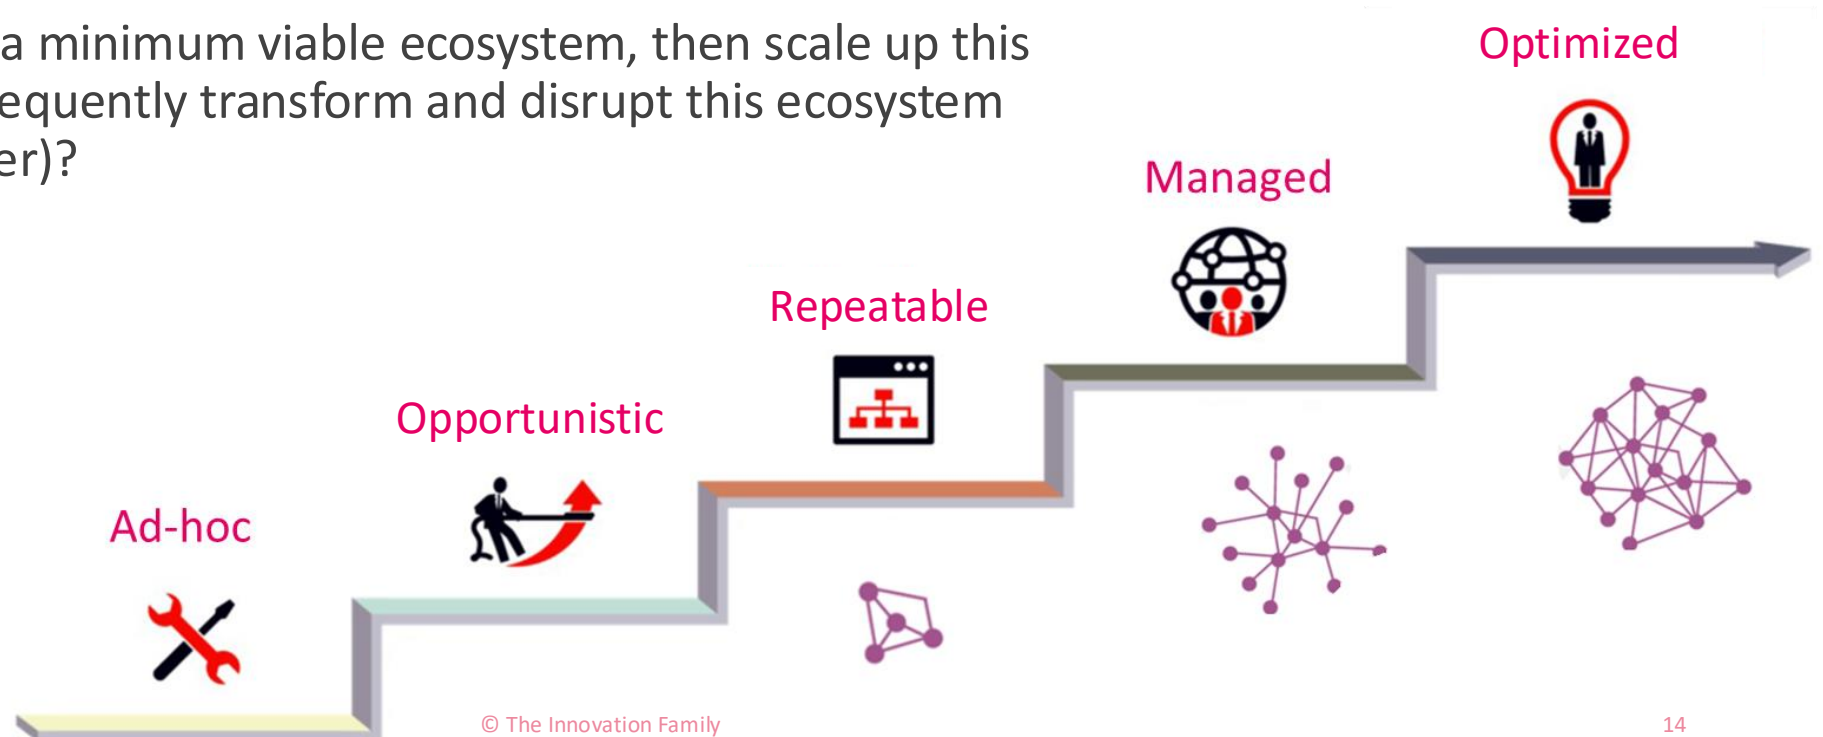 a minimum viable ecosystem, then scale up this
equently transform and disrupt this ecosystem
er)?
Optimized
Managed
Repeatable
Opportunistic
Ad-hoc
© The Innovation Family
14